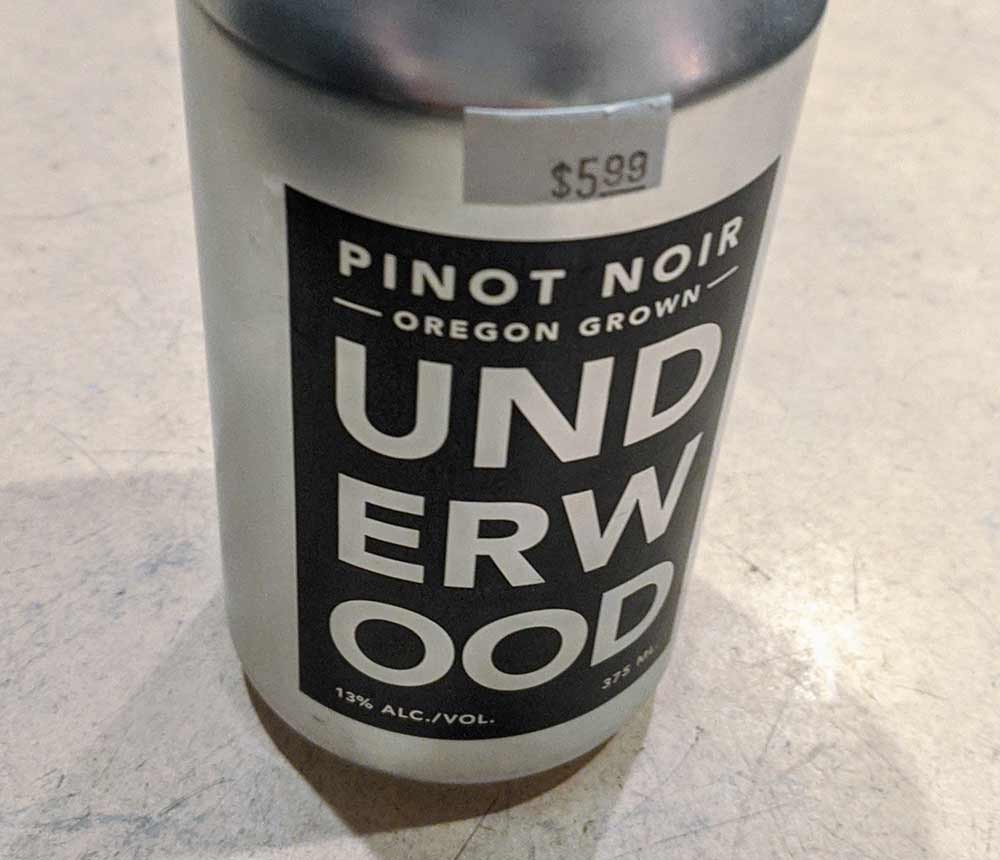 $5.99
PINOT NOIR
OREGON GROWN
UND
ERW
OOD
375 ML
13% ALC./VOL.